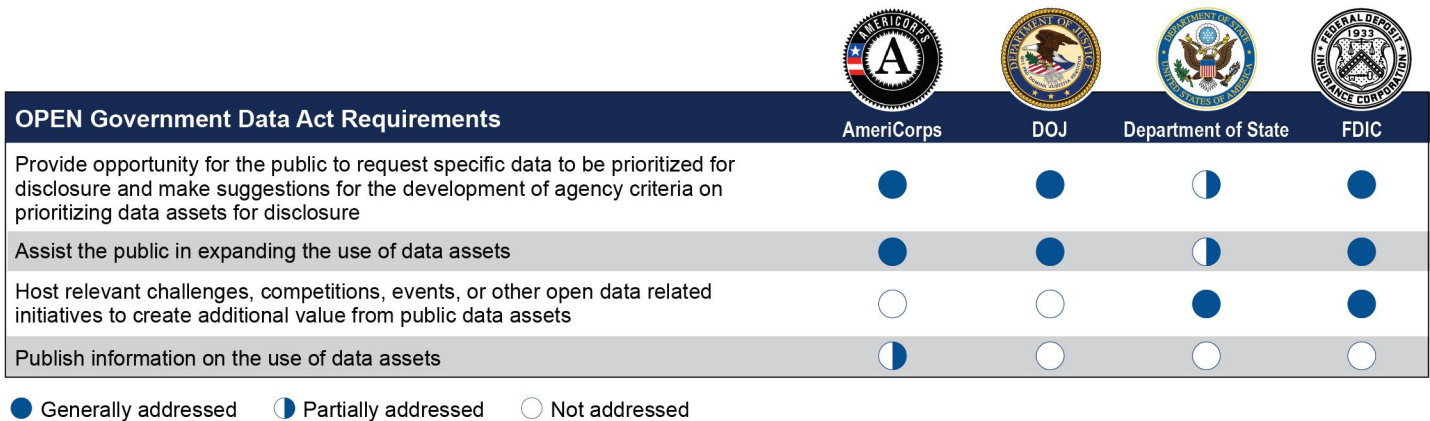 AMERICORPS
A
DEPARTMENT OF JUSTICE
QUI PRO DOMINA JUSTITIA SEQUITUR
DEPARTMENT OF STATE
UNITED STATES OF AMERICA
FEDERAL DEPOSIT
1933
INSURANCE CORPORATION
OPEN Government Data Act Requirements
AmeriCorps DOJ Department of State FDIC
Provide opportunity for the public to request specific data to be prioritized for
disclosure and make suggestions for the development of agency criteria on
prioritizing data assets for disclosure
Assist the public in expanding the use of data assets
Host relevant challenges, competitions, events, or other open data related
initiatives to create additional value from public data assets
Publish information on the use of data assets
Generally addressed Partially addressed Not addressed